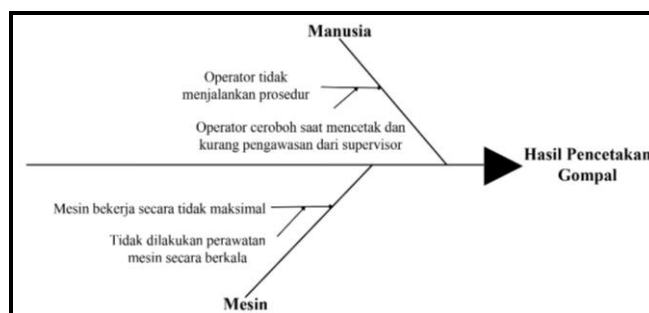 Manusia
Operator tidak
menjalankan prosedur
Operator ceroboh saat mencetak dan
kurang pengawasan dari supervisor
Hasil Pencetakan
Gompal
Mesin bekerja secara tidak maksimal
Tidak dilakukan perawatan
mesin secara berkala
Mesin